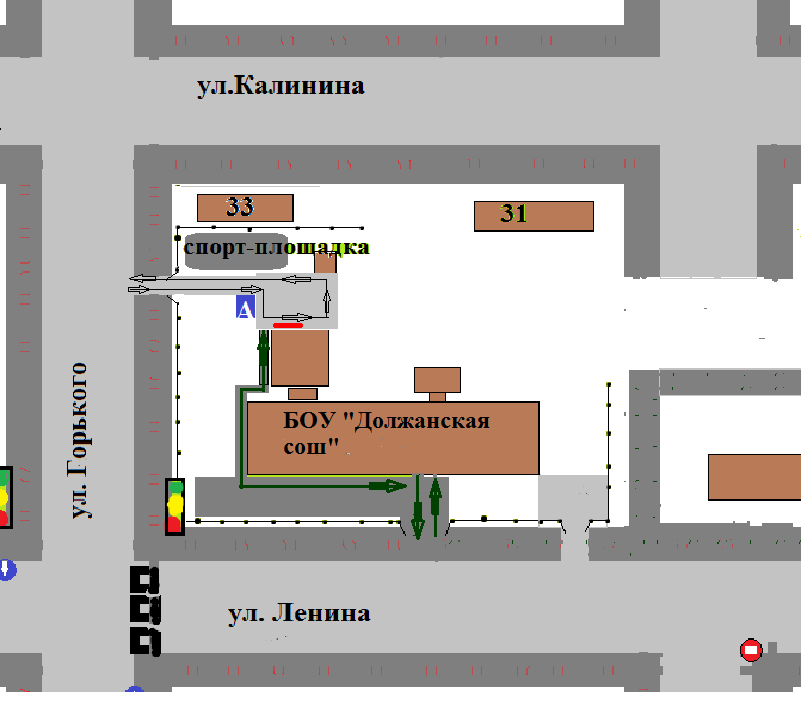 ул.Калинина
33
31
спорт-площадка
А
ул. Горького
БОУ "Должанская
сош"
ул. Ленина